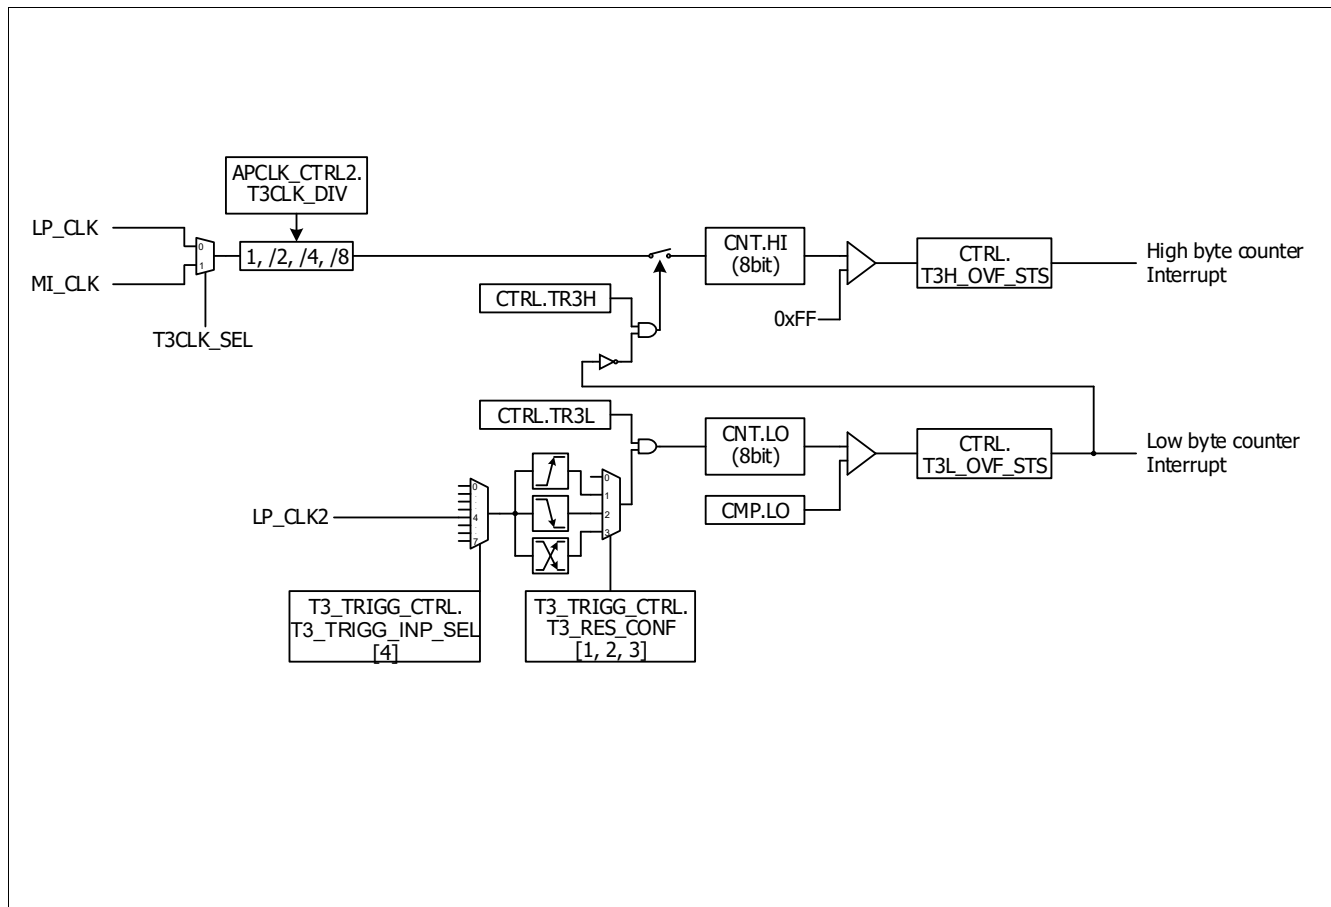 APCLK_CTRL2.
T3CLK_DIV
LP_CLK
0
1
MI_CLK
1, /2, /4, /8
T3CLK_SEL
CTRL.TR3H
CNT.HI
(8bit)
0xFF
CTRL.
T3H_OVF_STS
High byte counter
Interrupt
CTRL.TR3L
CNT.LO
(8bit)
CMP.LO
CTRL.
T3L_OVF_STS
Low byte counter
Interrupt
LP_CLK2
0
4
7
0
1
2
3
T3_TRIGG_CTRL.
T3_TRIGG_INP_SEL
[4]
T3_TRIGG_CTRL.
T3_RES_CONF
[1, 2, 3]